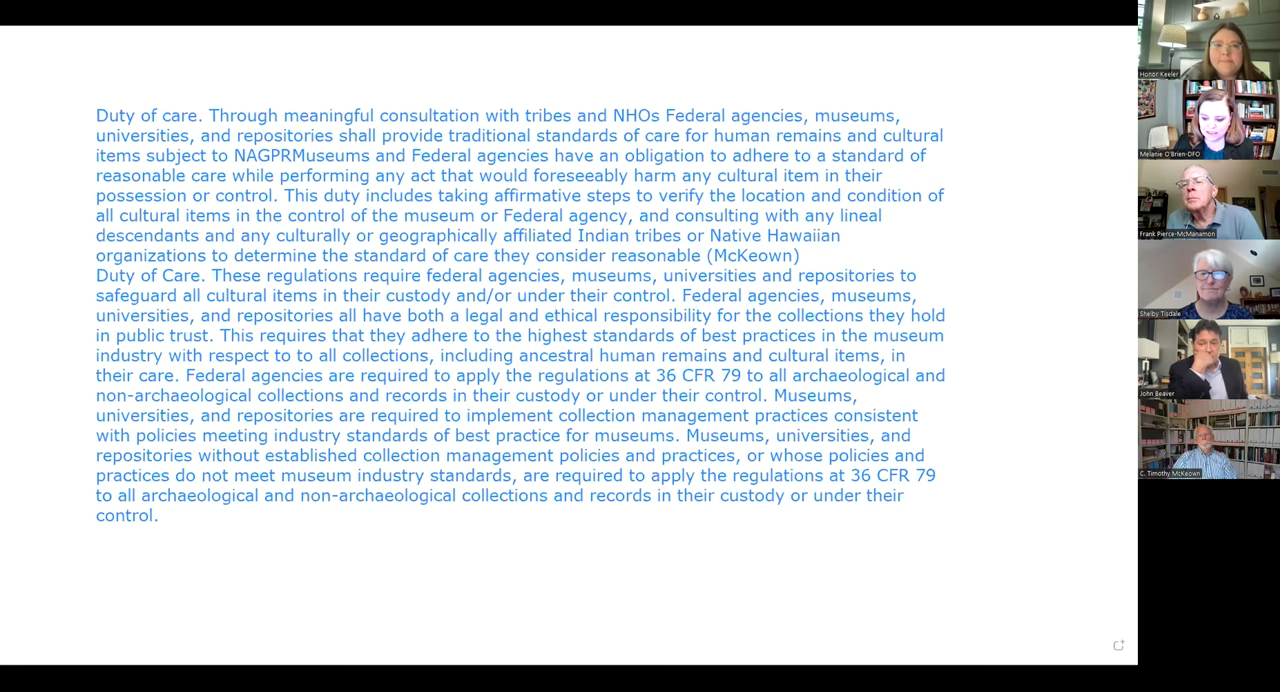 Duty of care. Through meaningful consultation with tribes and NHOs Federal agencies, museums,
universities, and repositories shall provide traditional standards of care for human remains and cultural
items subject to NAGPRMuseums and Federal agencies have an obligation to adhere to a standard of
reasonable care while performing any act that would foreseeably harm any cultural item in their
possession or control. This duty includes taking affirmative steps to verify the location and condition of
all cultural items in the control of the museum or Federal agency, and consulting with any lineal
descendants and any culturally or geographically affiliated Indian tribes or Native Hawaiian
organizations to determine the standard of care they consider reasonable (McKeown)
Duty of Care. These regulations require federal agencies, museums, universities and repositories to
safeguard all cultural items in their custody and/or under their control. Federal agencies, museums,
universities, and repositories all have both a legal and ethical responsibility for the collections they hold
in public trust. This requires that they adhere to the highest standards of best practices in the museum
industry with respect to to all collections, including ancestral human remains and cultural items, in
their care. Federal agencies are required to apply the regulations at 36 CFR 79 to all archaeological and
non-archaeological collections and records in their custody or under their control. Museums,
universities, and repositories are required to implement collection management practices consistent
with policies meeting industry standards of best practice for museums. Museums, universities, and
repositories without established collection management policies and practices, or whose policies and
practices do not meet museum industry standards, are required to apply the regulations at 36 CFR 79
to all archaeological and non-archaeological collections and records in their custody or under their
control.
Honor Keeler
Melanie O'Brien-DFO
Frank Pierce-McManamon
Shelby Tisdale
John Beaver
C. Timothy McKeown